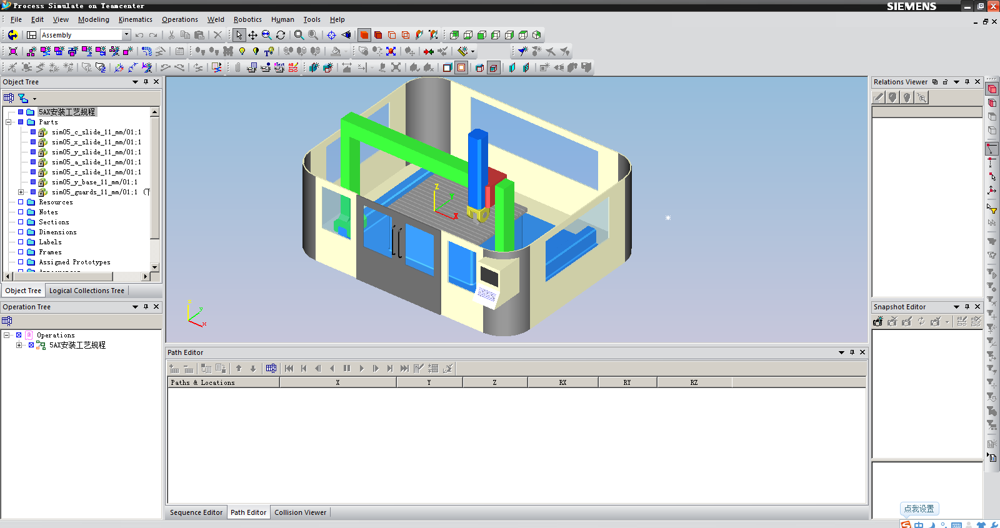 Process Simulate on Teamcenter
SIEMENS
File Edit View Modeling Kinematics Operations Weld Robotics Human Tools Help
Assembly
Object Tree
5AX安装工艺规程
Parts
sim05_c_slide_11_mm/01;1
sim05_x_slide_11_mm/01;1
sim05_y_slide_11_mm/01;1
sim05_a_slide_11_mm/01;1
sim05_z_slide_11_mm/01;1
sim05_y_base_11_mm/01;1
sim05_guards_11_mm/01;1 (T
Resources
Notes
Sections
Dimensions
Labels
Frames
Assigned Prototypes
Object Tree Logical Collections Tree
Operation Tree
Operations
5AX安装工艺规程
Z
Y
X
Z
Y
X
Path Editor
Paths & Locations X Y Z RX RY RZ
Sequence Editor Path Editor Collision Viewer
Relations Viewer
Snapshot Editor
点我设置
中